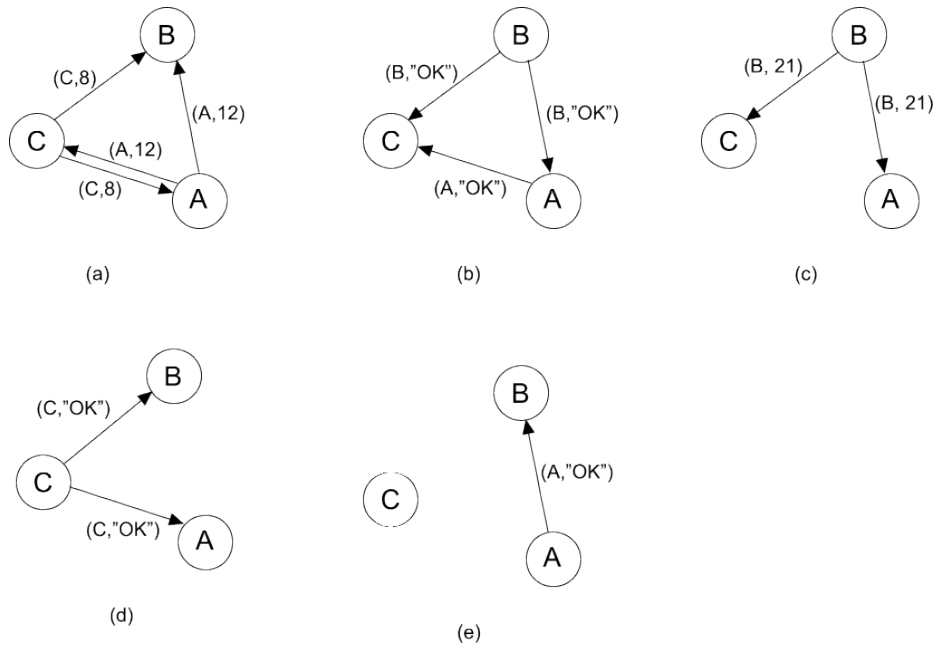 B
(C,8)
(A,12)
C
(A,12)
(C,8)
A
(a)
B
(B,”OK”)
(B,”OK”)
C
(A,”OK”)
A
(b)
B
(B, 21)
(B, 21)
C
A
(c)
B
(C,”OK”)
C
(C,”OK”)
A
(d)
B
(A,”OK”)
C
A
(e)